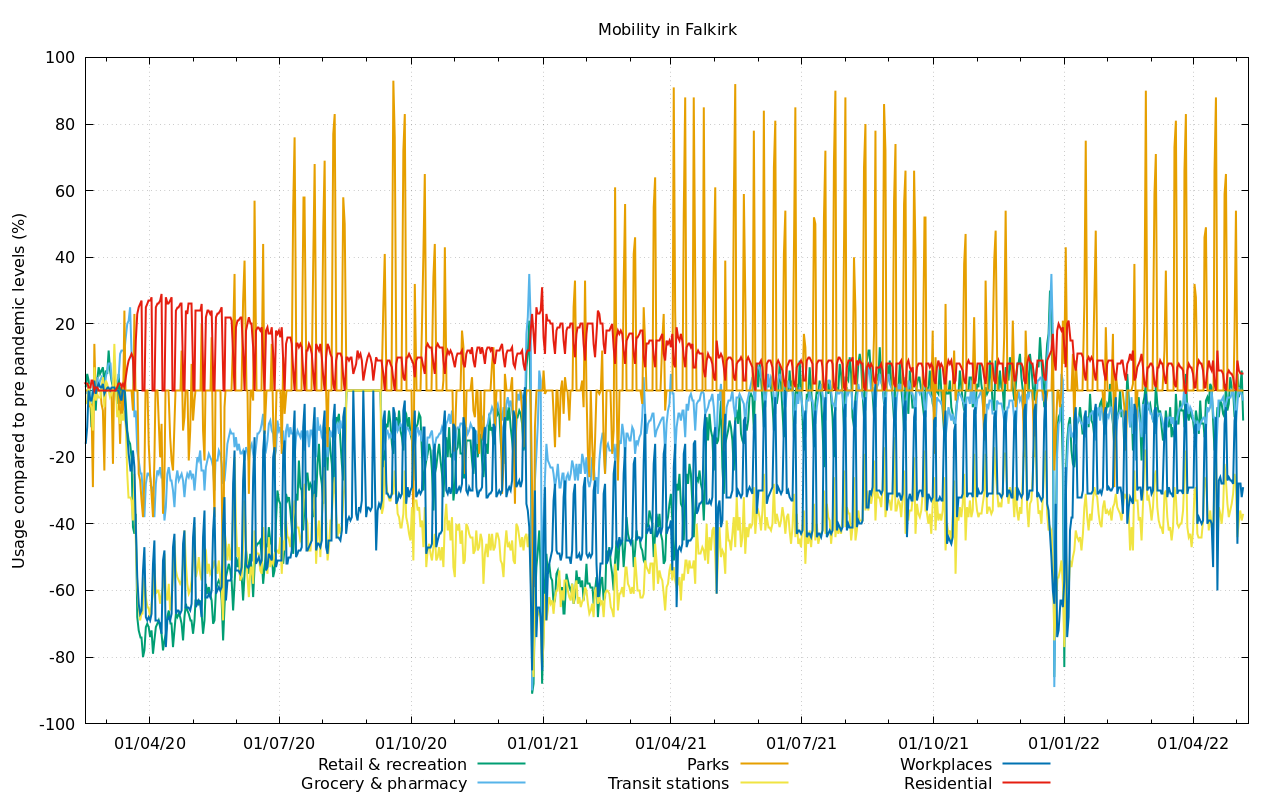 Mobility in Falkirk
Usage compared to pre pandemic levels (%)
100
80
60
40
20
0
-20
-40
-60
-80
-100
01/04/20 01/07/20 01/10/20 01/01/21 01/04/21 01/07/21 01/10/21 01/01/22 01/04/22
Retail & recreation Parks Workplaces
Grocery & pharmacy Transit stations Residential